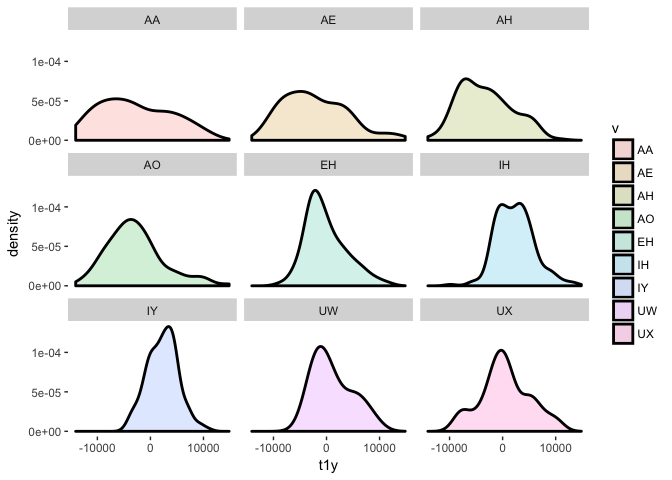 AA AE AH
1e-04
5e-05
0e+00
AO EH IH
1e-04
5e-05
0e+00
IY UW UX
1e-04
5e-05
0e+00
-10000 0 10000 -10000 0 10000 -10000 0 10000
t1y
density
v
AA
AE
AH
AO
EH
IH
IY
UW
UX